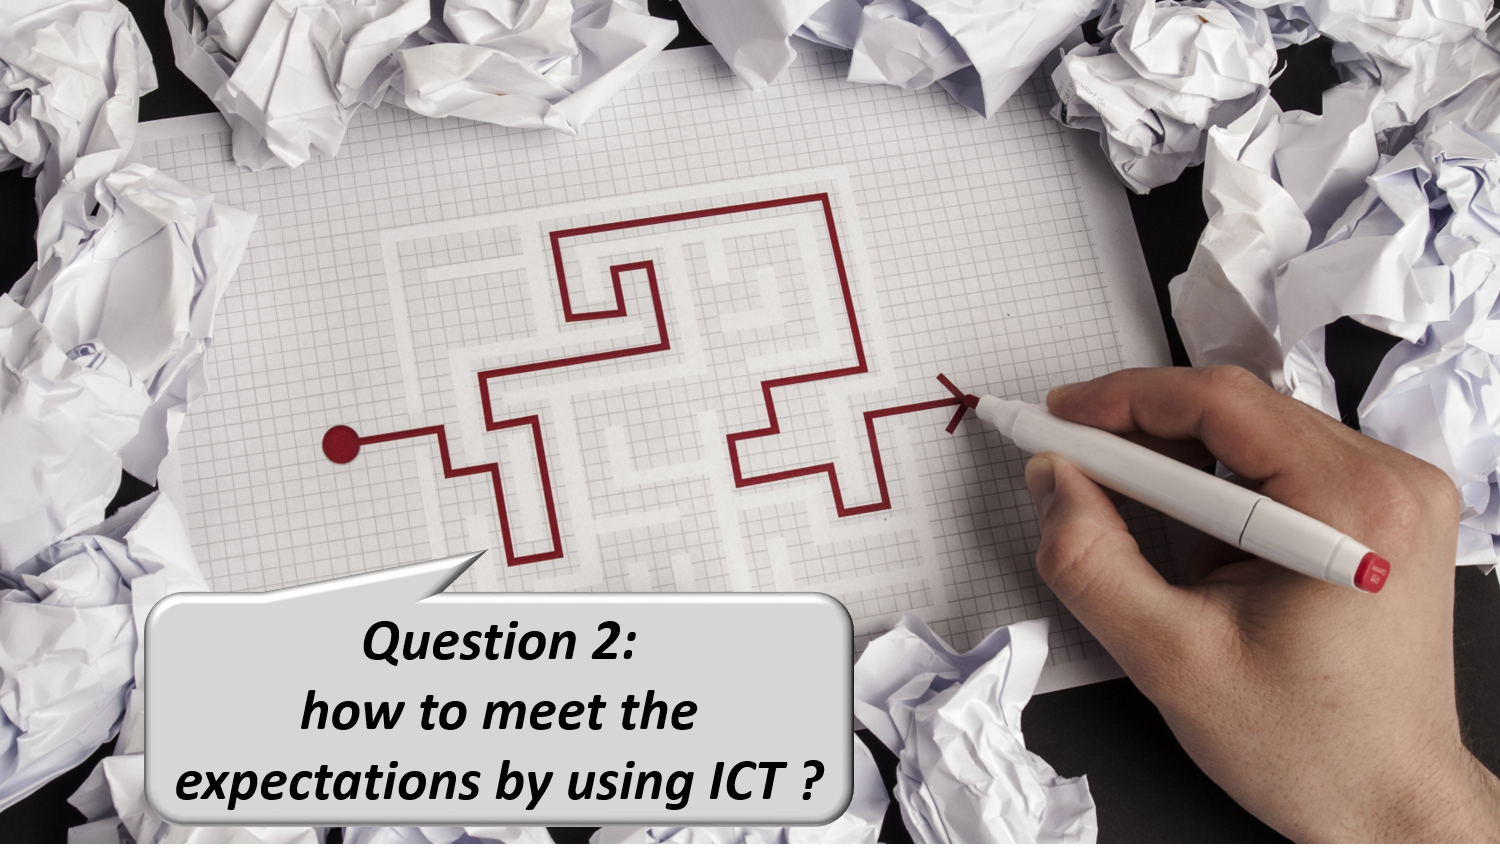 Question 2:
how to meet the
expectations by using ICT ?